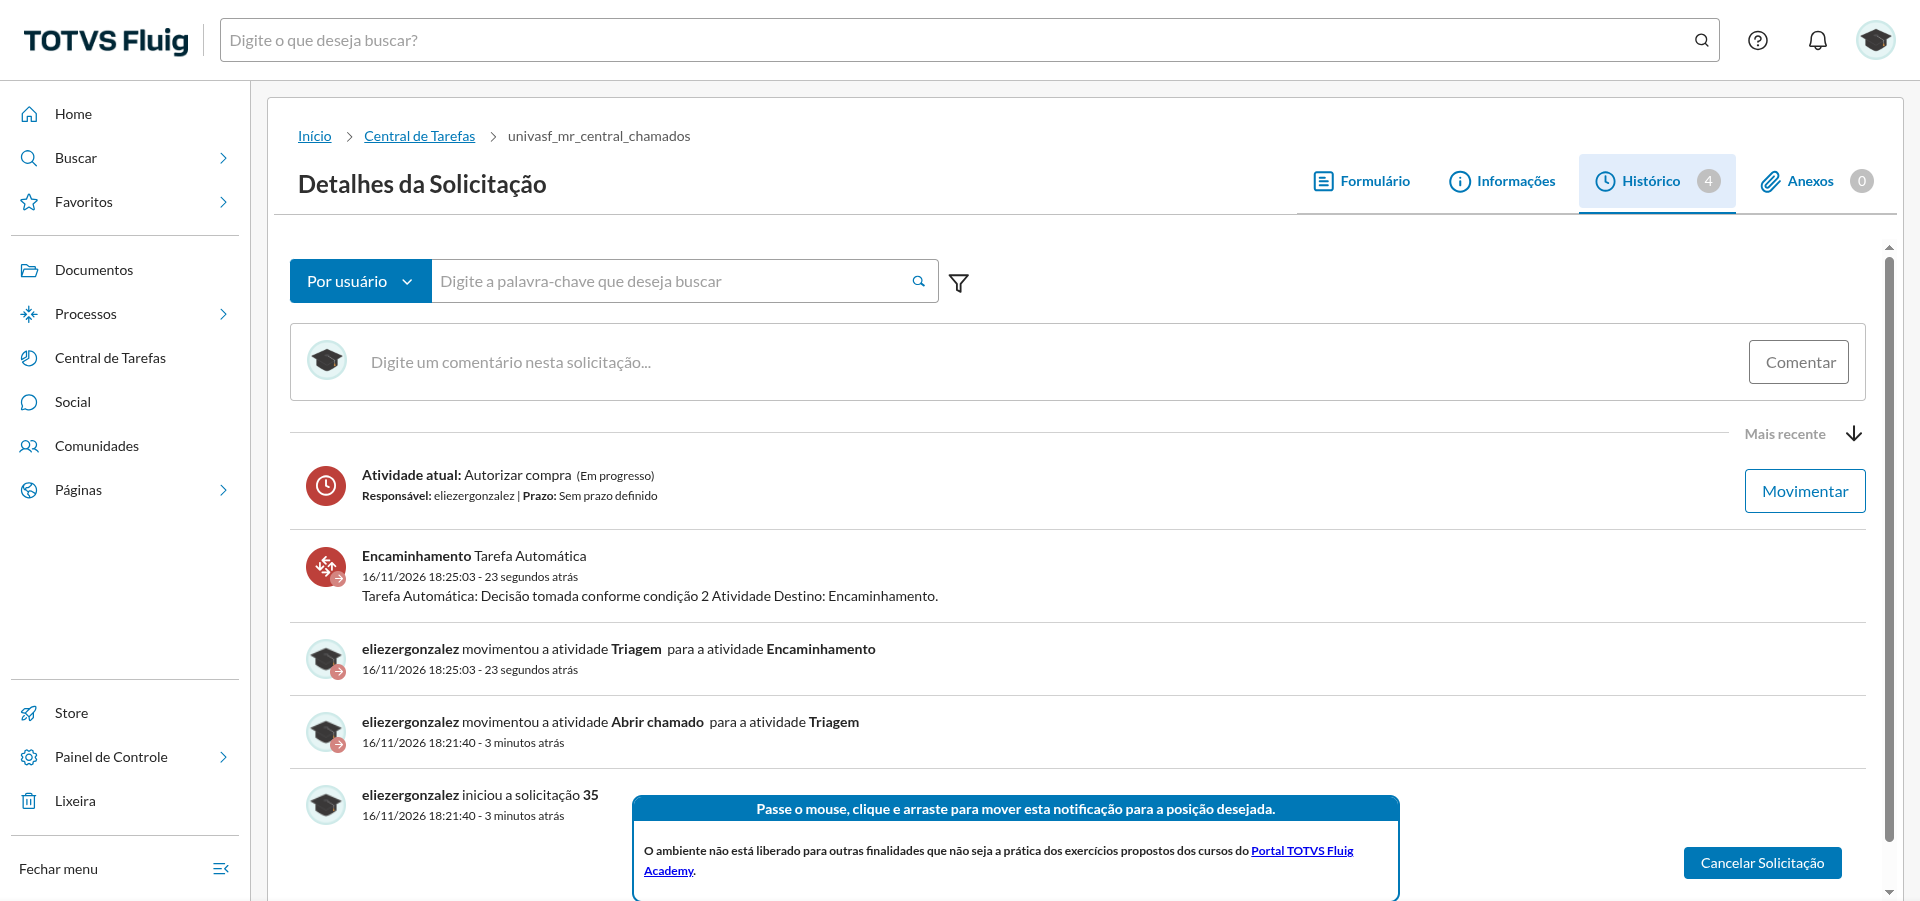 TOTVS Fluig
Digite o que deseja buscar?
Home
Buscar
Favoritos
Documentos
Processos
Central de Tarefas
Social
Comunidades
Páginas
Store
Painel de Controle
Lixeira
Fechar menu
Início > Central de Tarefas > univasf_mr_central_chamados
Detalhes da Solicitação
Formulário
Informações
Histórico 4
Anexos 0
Por usuário
Digite a palavra-chave que deseja buscar
Digite um comentário nesta solicitação...
Comentar
Mais recente
Atividade atual: Autorizar compra (Em progresso)
Responsável: eliezergonzalez | Prazo: Sem prazo definido
Movimentar
Encaminhamento Tarefa Automática
16/11/2026 18:25:03 - 23 segundos atrás
Tarefa Automática: Decisão tomada conforme condição 2 Atividade Destino: Encaminhamento.
eliezergonzalez movimentou a atividade Triagem para a atividade Encaminhamento
16/11/2026 18:25:03 - 23 segundos atrás
eliezergonzalez movimentou a atividade Abrir chamado para a atividade Triagem
16/11/2026 18:21:40 - 3 minutos atrás
eliezergonzalez iniciou a solicitação 35
16/11/2026 18:21:40 - 3 minutos atrás
Passe o mouse, clique e arraste para mover esta notificação para a posição desejada.
O ambiente não está liberado para outras finalidades que não seja a prática dos exercícios propostos dos cursos do Portal TOTVS Fluig
Academy.
Cancelar Solicitação